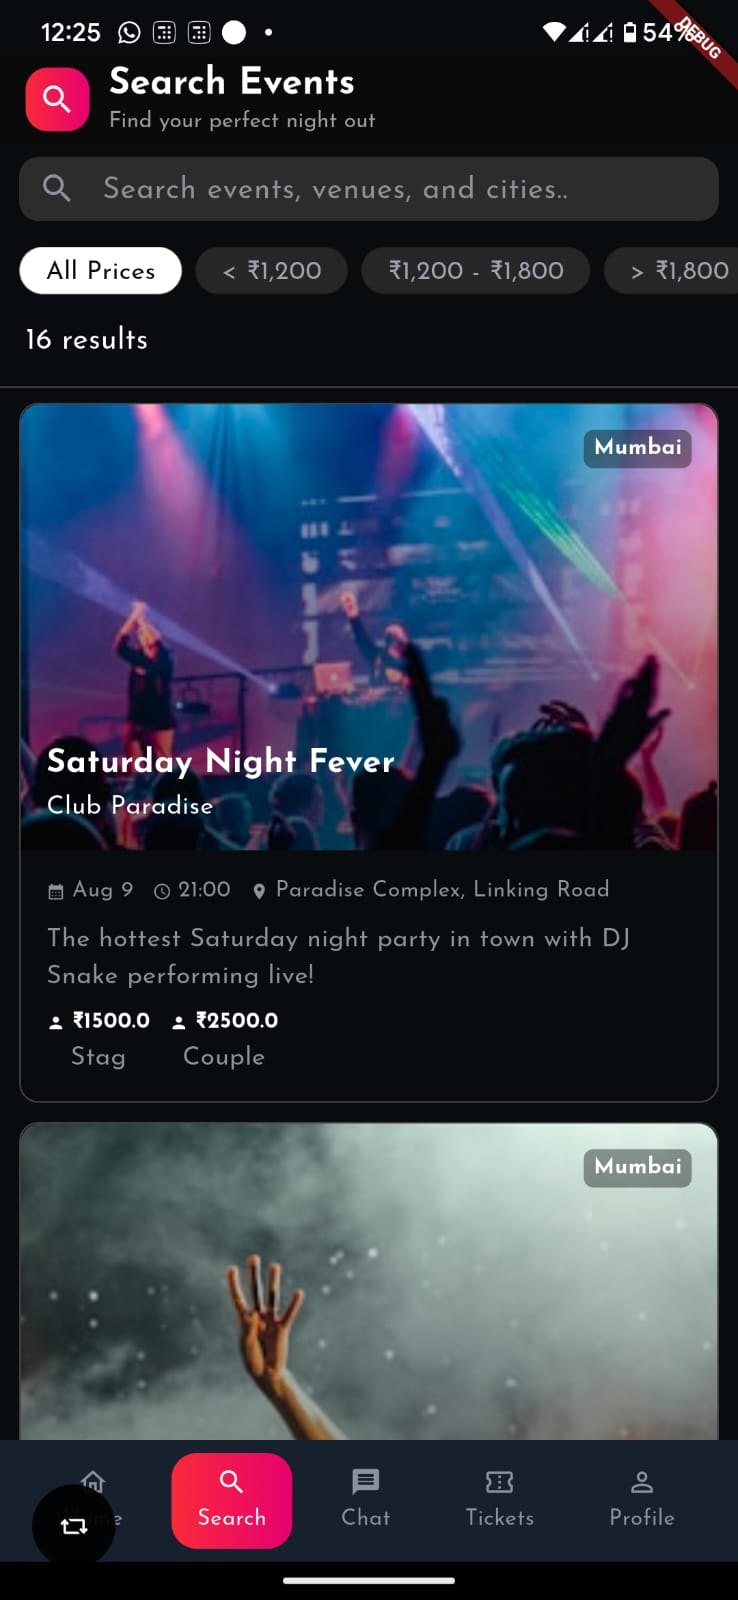 12:25
54%
DEBUG
Search Events
Find your perfect night out
Search events, venues, and cities..
All Prices
< ₹1,200
₹1,200 - ₹1,800
> ₹1,800
16 results
Mumbai
Saturday Night Fever
Club Paradise
Aug 9 21:00 Paradise Complex, Linking Road
The hottest Saturday night party in town with DJ
Snake performing live!
₹1500.0 ₹2500.0
Stag Couple
Mumbai
Search
Chat
Tickets
Profile